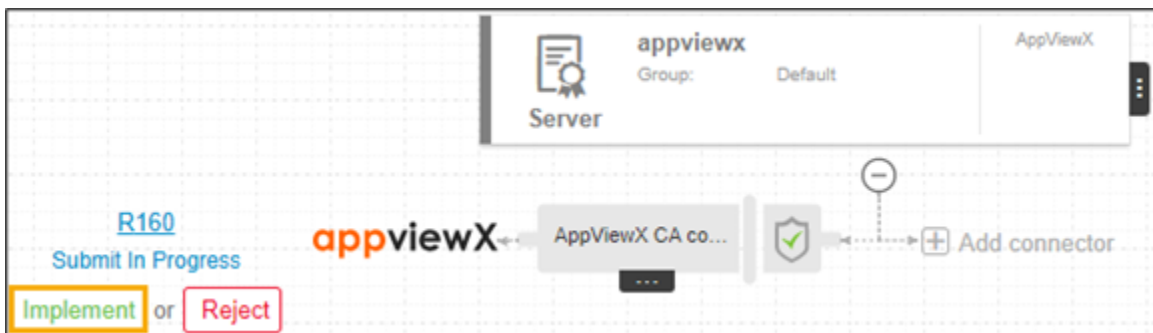 appviewx
AppViewX
Group: Default
Server
R160
Submit In Progress
Implement or Reject
appviewX
AppViewX CA co...
Add connector